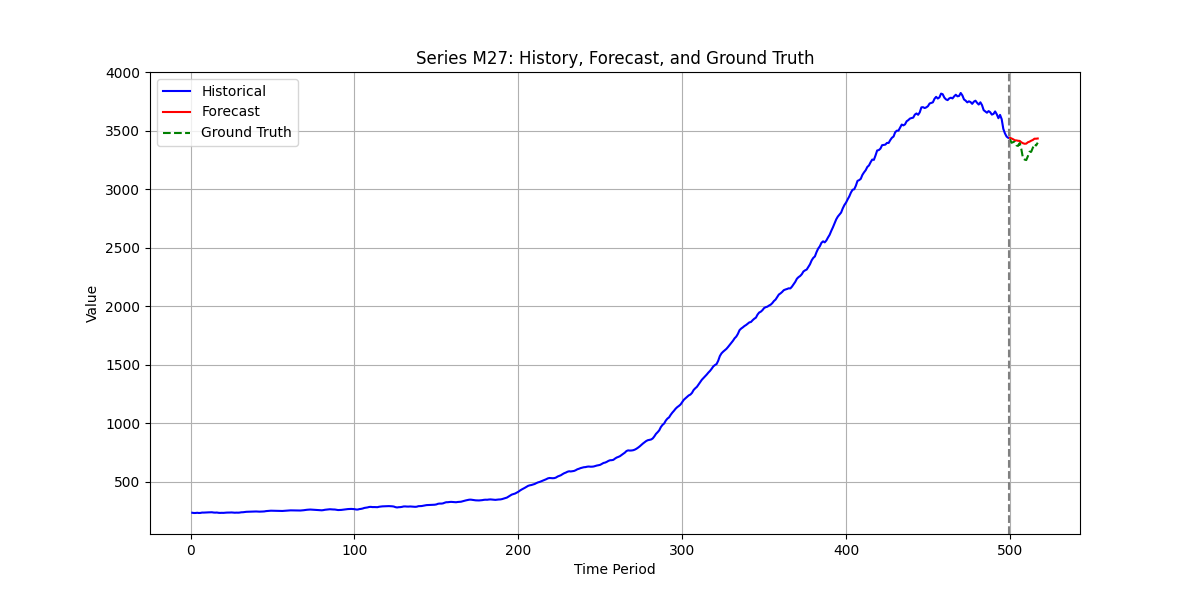 Series M27: History, Forecast, and Ground Truth
Historical
Forecast
Ground Truth
Value
4000
3500
3000
2500
2000
1500
1000
500
0
100
200
300
400
500
Time Period